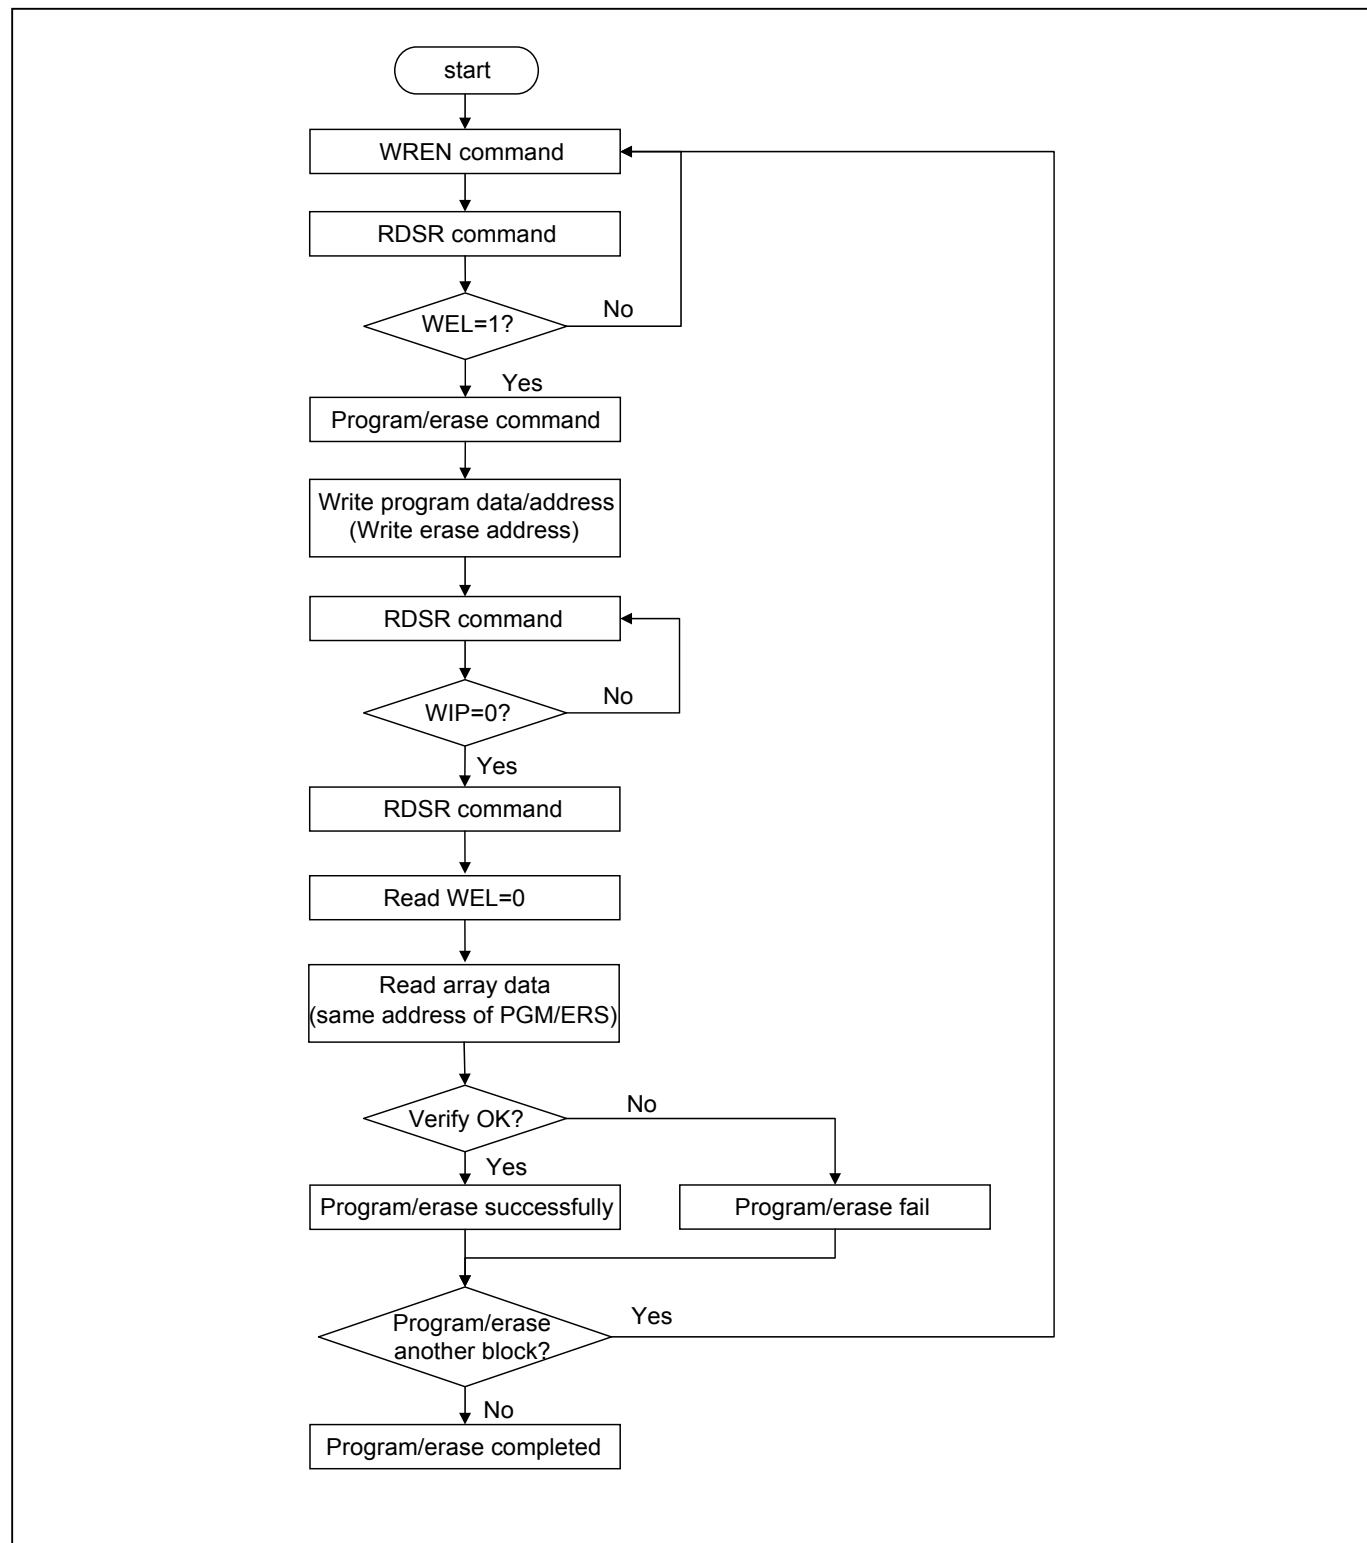 start
WREN command
RDSR command
WEL=1?
No
Yes
Program/erase command
Write program data/address
(Write erase address)
RDSR command
WIP=0?
No
Yes
RDSR command
Read WEL=0
Read array data
(same address of PGM/ERS)
Verify OK?
No
Yes
Program/erase successfully
Program/erase fail
Program/erase
another block?
Yes
No
Program/erase completed